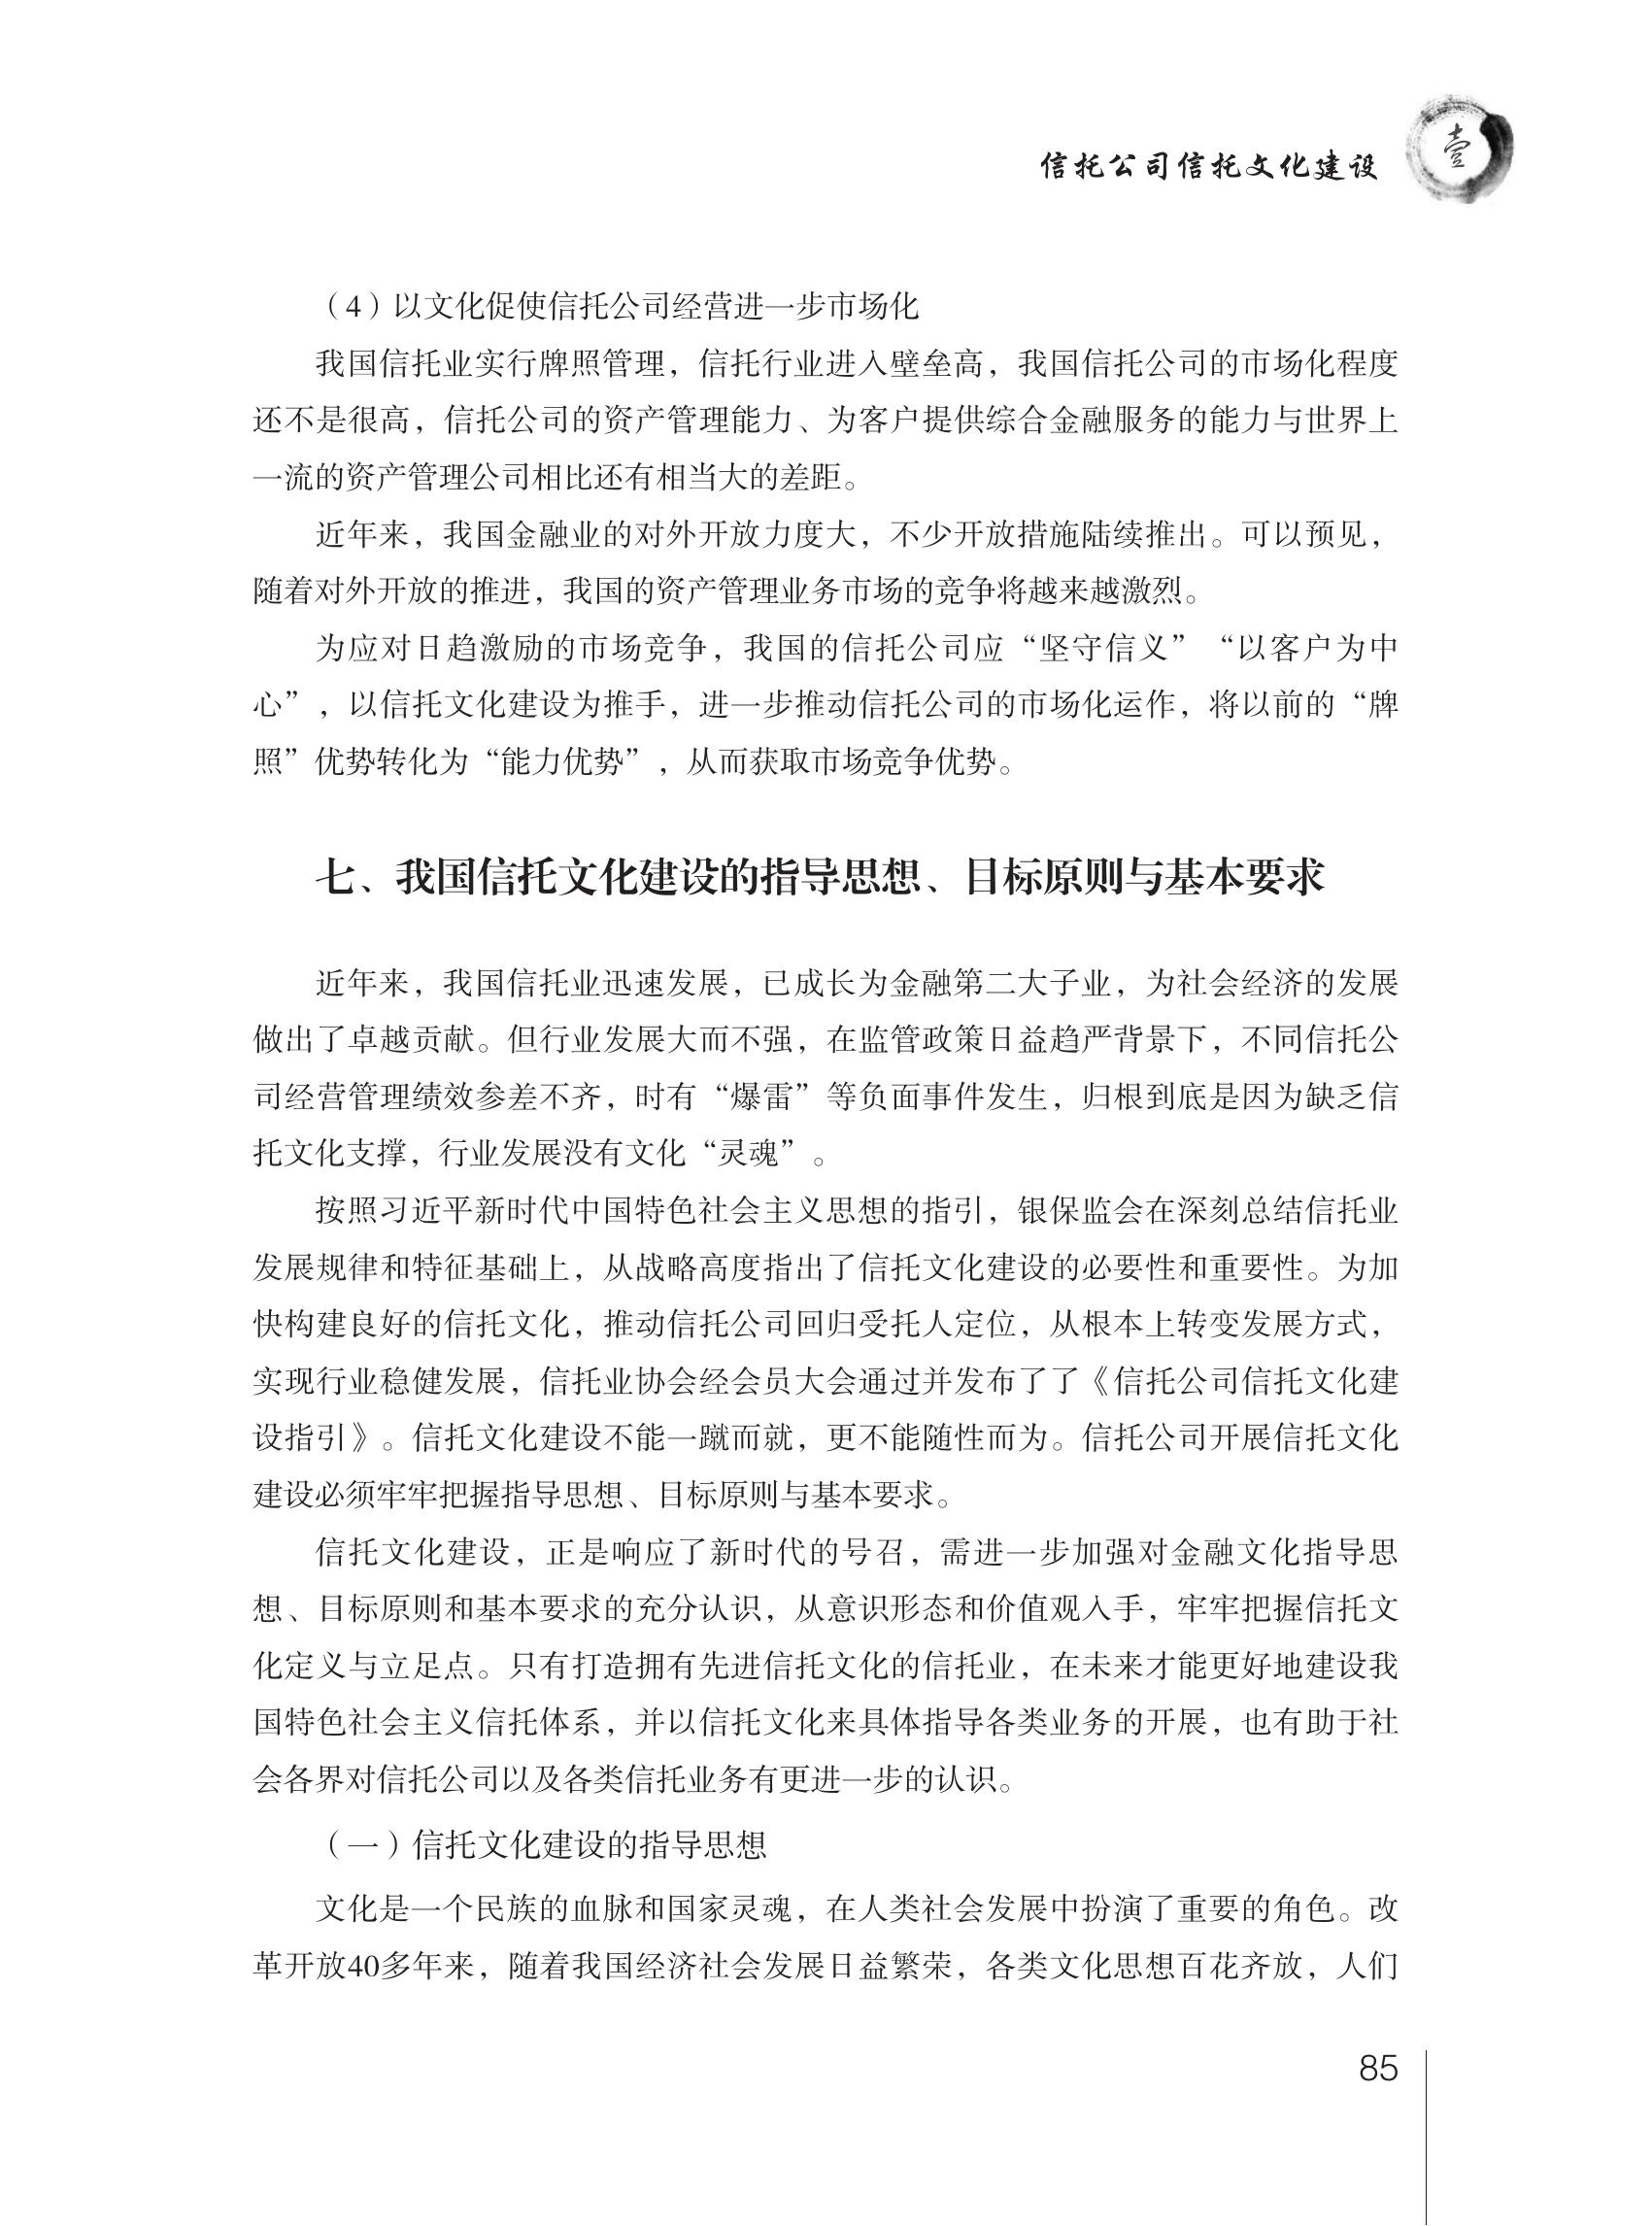 信托公司信托文化建设
壹
（4）以文化促使信托公司经营进一步市场化
我国信托业实行牌照管理，信托行业进入壁垒高，我国信托公司的市场化程度
还不是很高，信托公司的资产管理能力、为客户提供综合金融服务的能力与世界上
一流的资产管理公司相比还有相当大的差距。
近年来，我国金融业的对外开放力度大，不少开放措施陆续推出。可以预见，
随着对外开放的推进，我国的资产管理业务市场的竞争将越来越激烈。
为应对日趋激励的市场竞争，我国的信托公司应“坚守信义”“以客户为中
心”，以信托文化建设为推手，进一步推动信托公司的市场化运作，将以前的“牌
照”优势转化为“能力优势”，从而获取市场竞争优势。
七、我国信托文化建设的指导思想、目标原则与基本要求
近年来，我国信托业迅速发展，已成长为金融第二大子业，为社会经济的发展
做出了卓越贡献。但行业发展大而不强，在监管政策日益趋严背景下，不同信托公
司经营管理绩效参差不齐，时有“爆雷”等负面事件发生，归根到底是因为缺乏信
托文化支撑，行业发展没有文化“灵魂”。
按照习近平新时代中国特色社会主义思想的指引，银保监会在深刻总结信托业
发展规律和特征基础上，从战略高度指出了信托文化建设的必要性和重要性。为加
快构建良好的信托文化，推动信托公司回归受托人定位，从根本上转变发展方式，
实现行业稳健发展，信托业协会经会员大会通过并发布了了《信托公司信托文化建
设指引》。信托文化建设不能一蹴而就，更不能随性而为。信托公司开展信托文化
建设必须牢牢把握指导思想、目标原则与基本要求。
信托文化建设，正是响应了新时代的号召，需进一步加强对金融文化指导思
想、目标原则和基本要求的充分认识，从意识形态和价值观入手，牢牢把握信托文
化定义与立足点。只有打造拥有先进信托文化的信托业，在未来才能更好地建设我
国特色社会主义信托体系，并以信托文化来具体指导各类业务的开展，也有助于社
会各界对信托公司以及各类信托业务有更进一步的认识。
（一）信托文化建设的指导思想
文化是一个民族的血脉和国家灵魂，在人类社会发展中扮演了重要的角色。改
革开放40多年来，随着我国经济社会发展日益繁荣，各类文化思想百花齐放，人们
85